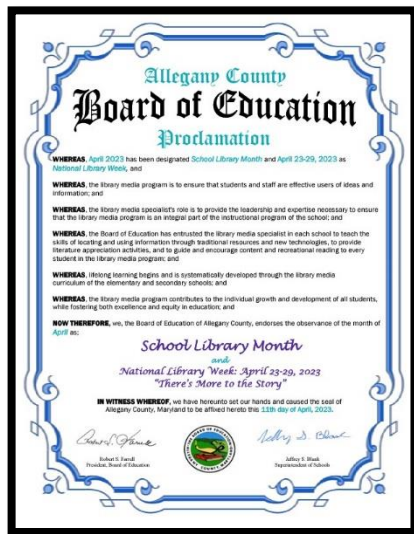 Allegany County
Board of Education
Proclamation
WHEREAS, April 2023 has been designated School Library Month and April 23-29, 2023 as
National Library Week, and
WHEREAS, the library media program is to ensure that students and staff are effective users of ideas and
information; and
WHEREAS, the library media specialist's role is to provide the leadership and expertise necessary to ensure
that the library media program is an integral part of the instructional program of the school; and
WHEREAS, the Board of Education has entrusted the library media specialist in each school to teach the
skills of locating and using information through traditional resources and new technologies, to provide
literature appreciation activities, and to guide and encourage content and recreational reading to every
student in the library media program; and
WHEREAS, lifelong learning begins and is systematically developed through the library media
curriculum of the elementary and secondary schools; and
WHEREAS, the library media program contributes to the individual growth and development of all students,
while fostering both excellence and equity in education; and
NOW THEREFORE, we, the Board of Education of Allegany County, endorses the observance of the month of
April as:
School Library Month
and
National Library Week: April 23-29, 2023
"There's More to the Story"
IN WITNESS WHEREOF, we have hereunto set our hands and caused the seal of
Allegany County, Maryland to be affixed hereto this 11th day of April, 2023.
Robert S. Farrell
President, Board of Education
Jeffrey S. Blank
Superintendent of Schools